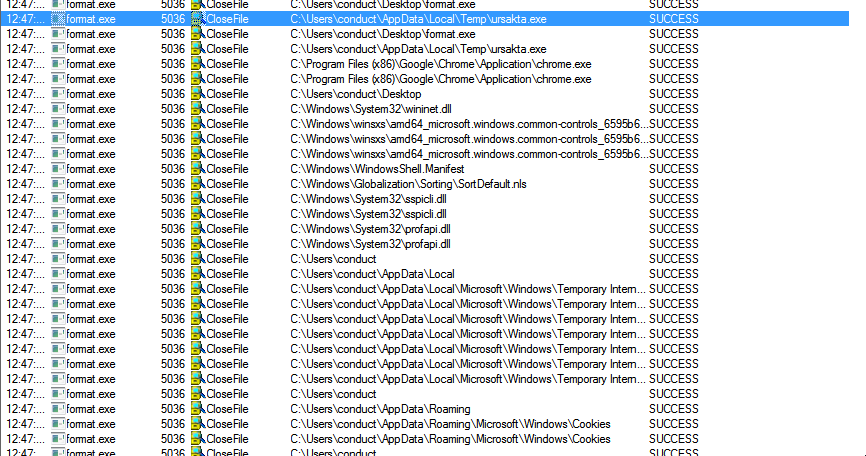 12:47:... format.exe 5036 CloseFile C:\Users\conduct\Desktop\format.exe SUCCESS
12:47:... format.exe 5036 CloseFile C:\Users\conduct\AppData\Local\Temp\ursakta.exe SUCCESS
12:47:... format.exe 5036 CloseFile C:\Users\conduct\Desktop\format.exe SUCCESS
12:47:... format.exe 5036 CloseFile C:\Users\conduct\AppData\Local\Temp\ursakta.exe SUCCESS
12:47:... format.exe 5036 CloseFile C:\Program Files (x86)\Google\Chrome\Application\chrome.exe SUCCESS
12:47:... format.exe 5036 CloseFile C:\Program Files (x86)\Google\Chrome\Application\chrome.exe SUCCESS
12:47:... format.exe 5036 CloseFile C:\Users\conduct\Desktop SUCCESS
12:47:... format.exe 5036 CloseFile C:\Windows\System32\wininet.dll SUCCESS
12:47:... format.exe 5036 CloseFile C:\Windows\winsxs\amd64_microsoft.windows.common-controls_6595b6... SUCCESS
12:47:... format.exe 5036 CloseFile C:\Windows\winsxs\amd64_microsoft.windows.common-controls_6595b6... SUCCESS
12:47:... format.exe 5036 CloseFile C:\Windows\winsxs\amd64_microsoft.windows.common-controls_6595b6... SUCCESS
12:47:... format.exe 5036 CloseFile C:\Windows\WindowsShell.Manifest SUCCESS
12:47:... format.exe 5036 CloseFile C:\Windows\Globalization\Sorting\SortDefault.nls SUCCESS
12:47:... format.exe 5036 CloseFile C:\Windows\System32\sspicli.dll SUCCESS
12:47:... format.exe 5036 CloseFile C:\Windows\System32\sspicli.dll SUCCESS
12:47:... format.exe 5036 CloseFile C:\Windows\System32\profapi.dll SUCCESS
12:47:... format.exe 5036 CloseFile C:\Windows\System32\profapi.dll SUCCESS
12:47:... format.exe 5036 CloseFile C:\Users\conduct SUCCESS
12:47:... format.exe 5036 CloseFile C:\Users\conduct\AppData\Local SUCCESS
12:47:... format.exe 5036 CloseFile C:\Users\conduct\AppData\Local\Microsoft\Windows\Temporary Intern... SUCCESS
12:47:... format.exe 5036 CloseFile C:\Users\conduct\AppData\Local\Microsoft\Windows\Temporary Intern... SUCCESS
12:47:... format.exe 5036 CloseFile C:\Users\conduct\AppData\Local\Microsoft\Windows\Temporary Intern... SUCCESS
12:47:... format.exe 5036 CloseFile C:\Users\conduct\AppData\Local\Microsoft\Windows\Temporary Intern... SUCCESS
12:47:... format.exe 5036 CloseFile C:\Users\conduct\AppData\Local\Microsoft\Windows\Temporary Intern... SUCCESS
12:47:... format.exe 5036 CloseFile C:\Users\conduct\AppData\Local\Microsoft\Windows\Temporary Intern... SUCCESS
12:47:... format.exe 5036 CloseFile C:\Users\conduct\AppData\Local\Microsoft\Windows\Temporary Intern... SUCCESS
12:47:... format.exe 5036 CloseFile C:\Users\conduct SUCCESS
12:47:... format.exe 5036 CloseFile C:\Users\conduct\AppData\Roaming SUCCESS
12:47:... format.exe 5036 CloseFile C:\Users\conduct\AppData\Roaming\Microsoft\Windows\Cookies SUCCESS
12:47:... format.exe 5036 CloseFile C:\Users\conduct\AppData\Roaming\Microsoft\Windows\Cookies SUCCESS
12:47:... format.exe 5036 CloseFile C:\Users\conduct SUCCESS